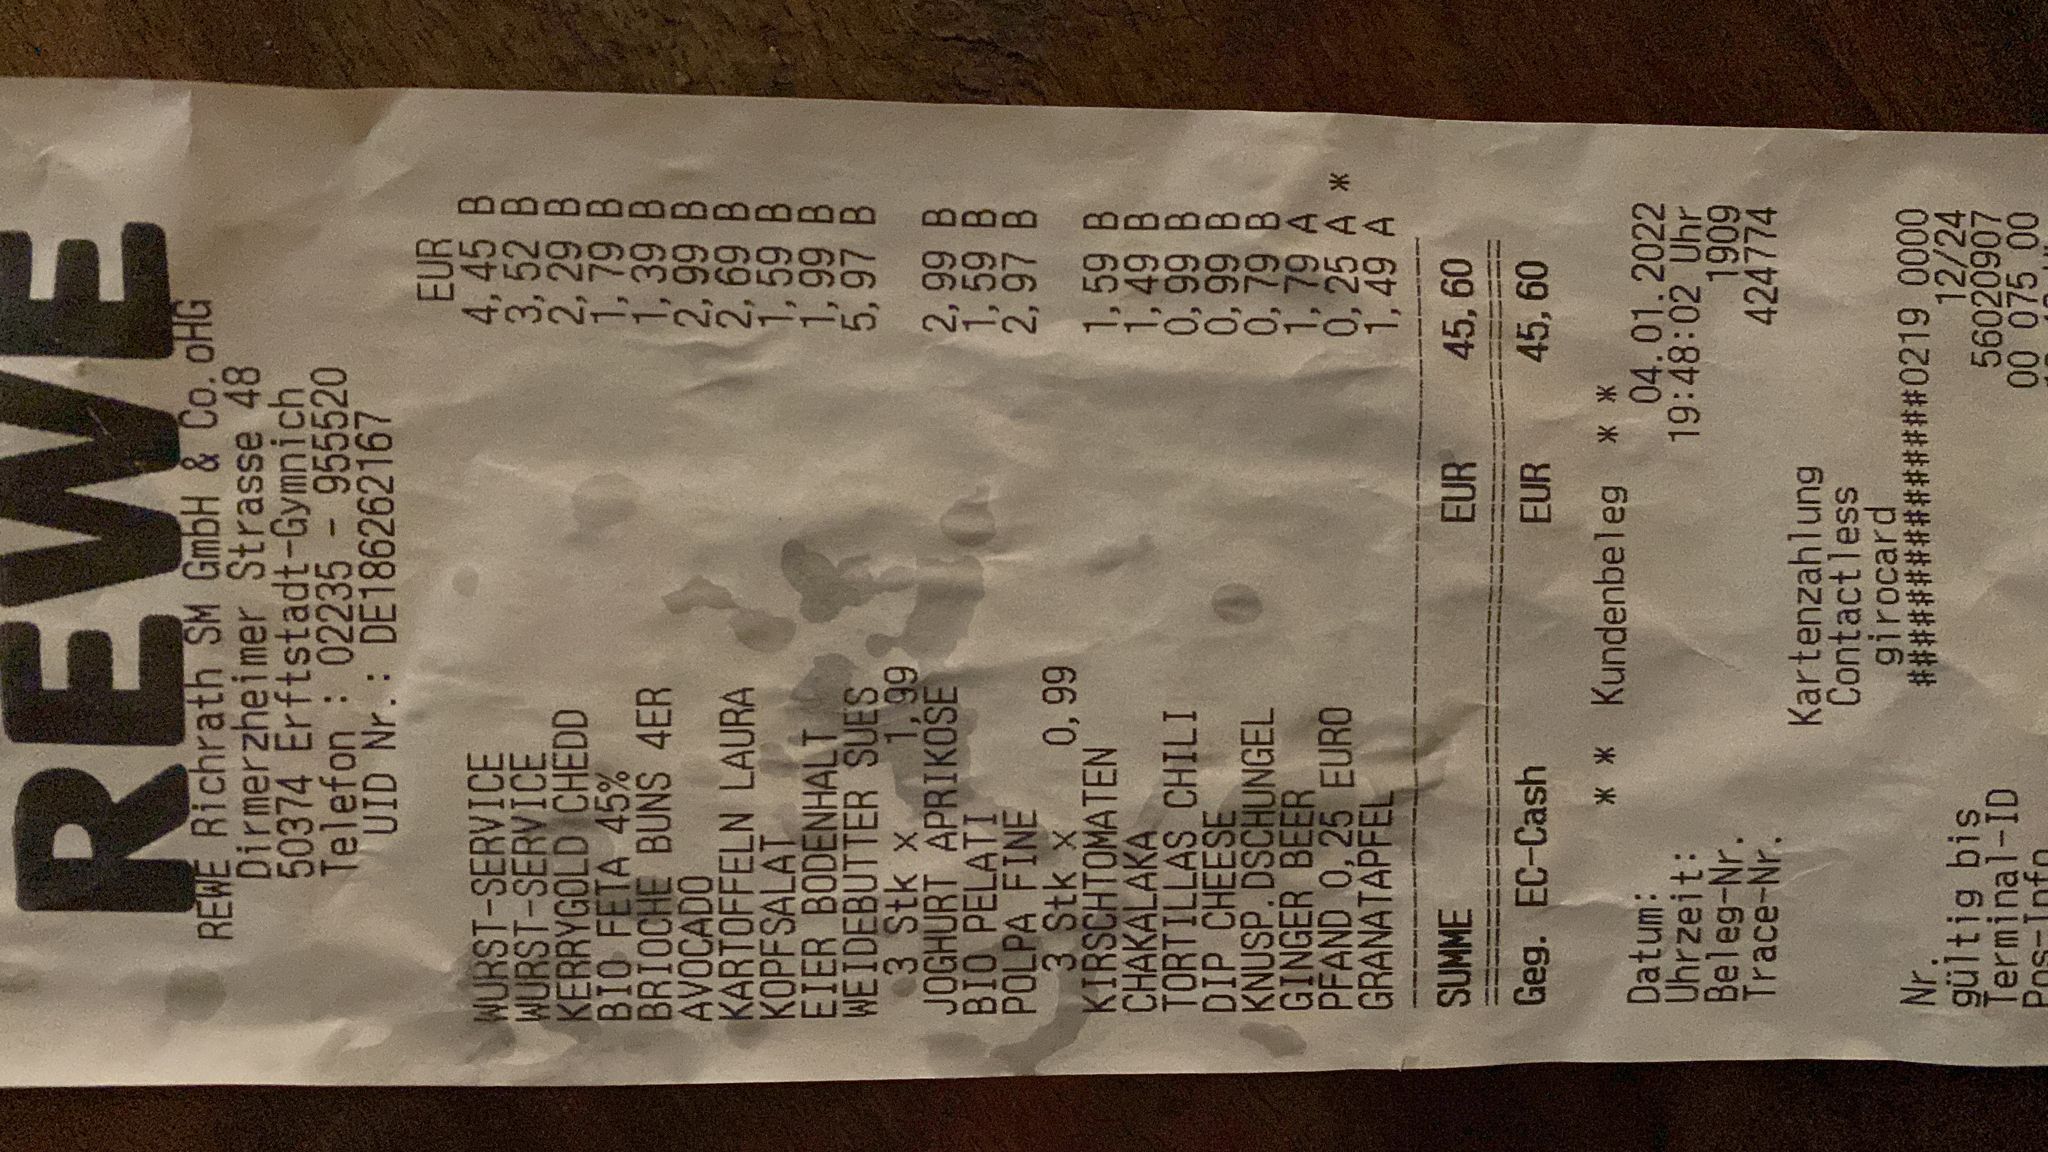 REWE
REWE Richrath SM GmbH & Co.oHG
Dirmerzheimer Strasse 48
50374 Erftstadt-Gymnich
Telefon : 02235 - 955520
UID Nr.: DE186262167
EUR
WURST-SERVICE 4,45 B
WURST-SERVICE 3,52 B
KERRYGOLD CHEDD 2,29 B
BIO FETA 45% 1,79 B
BRIOCHE BUNS 4ER 1,39 B
AVOCADO 2,99 B
KARTOFFELN LAURA 2,69 B
KOPFSALAT 1,59 B
EIER BODENHALT 1,99 B
WEIDEBUTTER SUES 5,97 B
3 Stk x 1,99
JOGHURT APRIKOSE 2,99 B
BIO PELATI 1,59 B
POLPA FINE 2,97 B
3 Stk x 0,99
KIRSCHTOMATEN 1,59 B
CHAKALAKA 1,49 B
TORTILLAS CHILI 0,99 B
DIP CHEESE 0,99 B
KNUSP.DSCHUNGEL 0,79 B
GINGER BEER 1,79 A
PFAND 0,25 EURO 0,25 A *
GRANATAPFEL 1,49 A
SUMME EUR 45,60
Geg. EC-Cash EUR 45,60
* * Kundenbeleg * *
Datum: 04.01.2022
Uhrzeit: 19:48:02 Uhr
Beleg-Nr. 1909
Trace-Nr. 424774
Kartenzahlung
Contactless
girocard
Nr. ###############0219 0000
gültig bis 12/24
Terminal-ID 56020907
Pos-Info 00 075 00